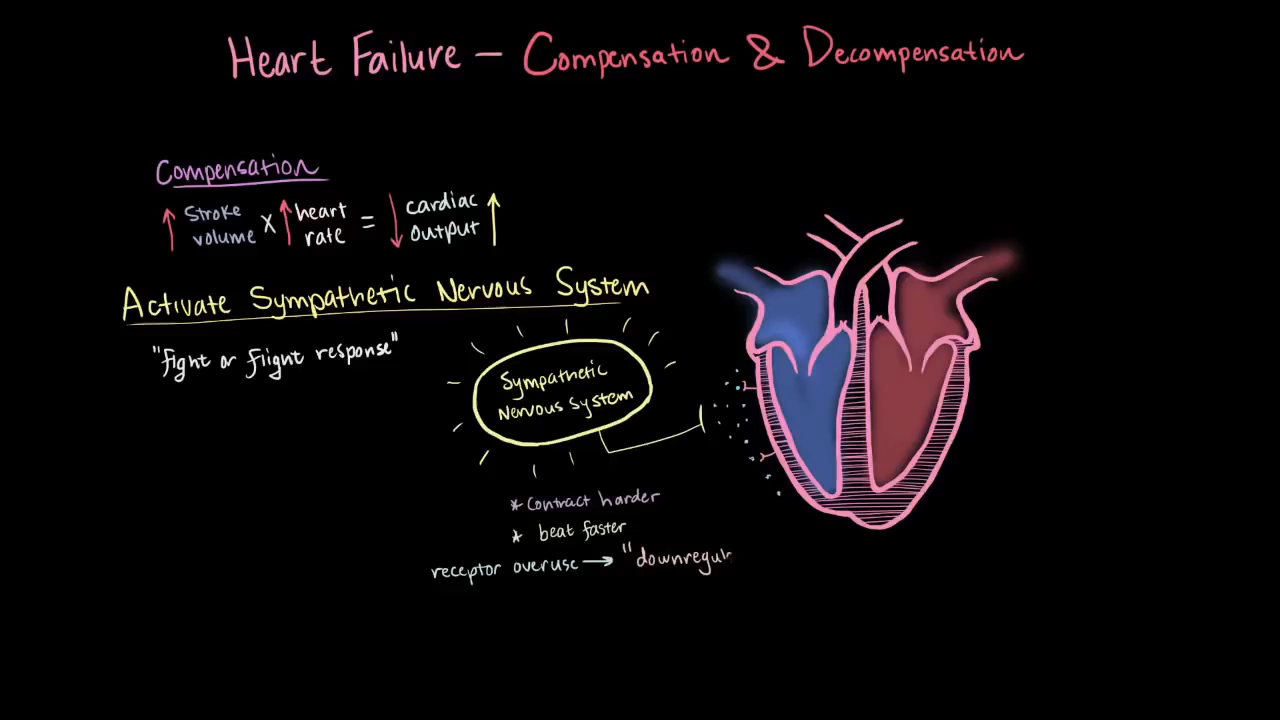 Heart Failure — Compensation & Decompensation
Compensation
↑ stroke volume x ↑ heart rate = ↓ cardiac output ↑
Activate Sympathetic Nervous System
"fight or flight response"
Sympathetic
Nervous System
* contract harder
* beat faster
receptor overuse → "downregul